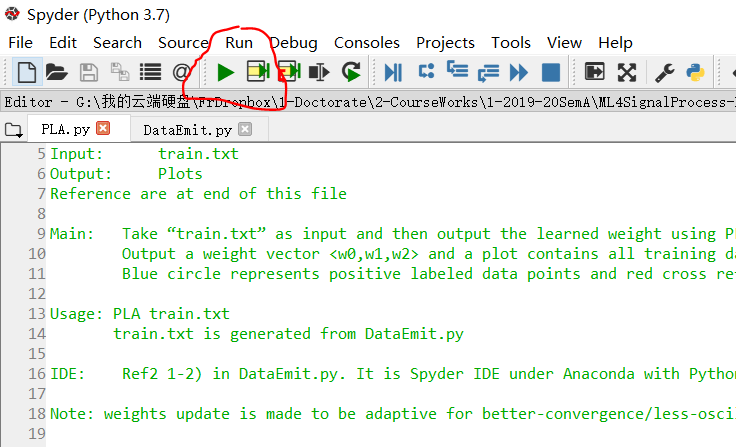 Spyder (Python 3.7)
File Edit Search Source Run Debug Consoles Projects Tools View Help
@
Editor - G:\我的云端硬盘\FrDropbox\1-Doctorate\2-CourseWorks\1-2019-20SemA\ML4SignalProcess-
PLA.py DataEmit.py
5 Input: train.txt
6 Output: Plots
7 Reference are at end of this file
8
9 Main: Take “train.txt” as input and then output the learned weight using P
10 Output a weight vector <w0,w1,w2> and a plot contains all training da
11 Blue circle represents positive labeled data points and red cross re
12
13 Usage: PLA train.txt
14 train.txt is generated from DataEmit.py
15
16 IDE: Ref2 1-2) in DataEmit.py. It is Spyder IDE under Anaconda with Pytho
17
18 Note: weights update is made to be adaptive for better-convergence/less-osci
19